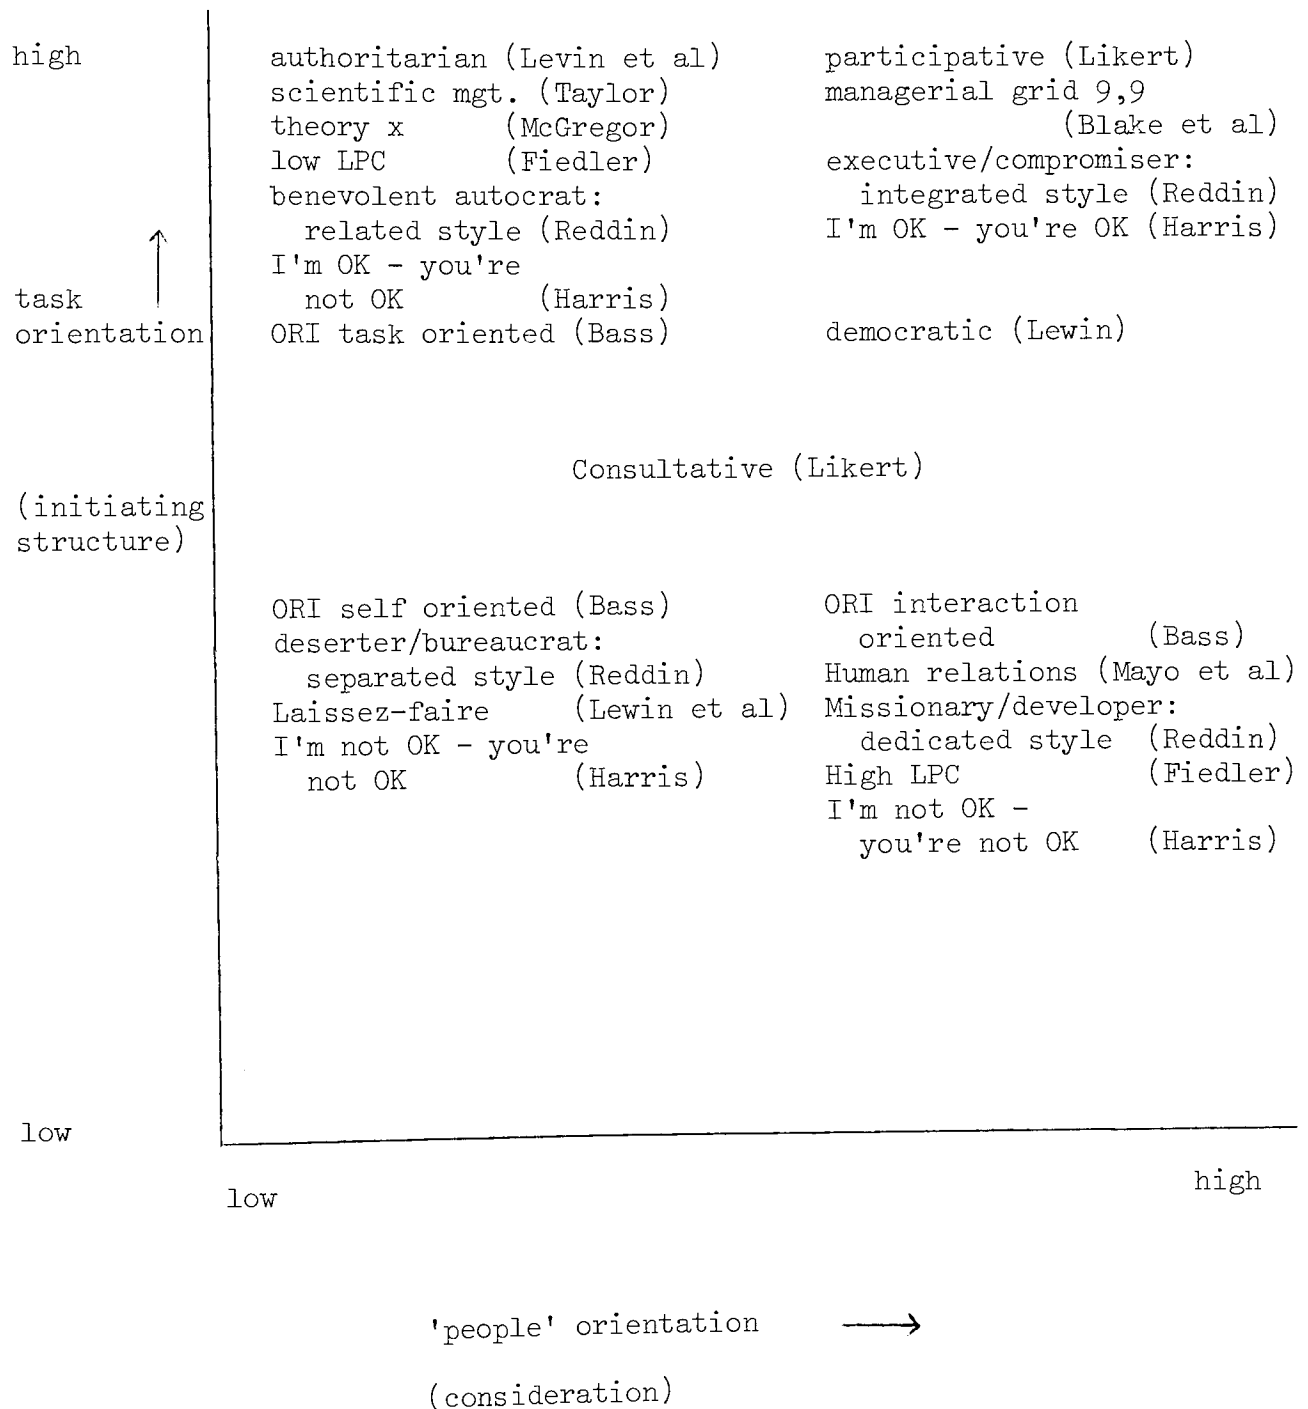 high
authoritarian (Levin et al)
scientific mgt. (Taylor)
theory x (McGregor)
low LPC (Fiedler)
benevolent autocrat:
related style (Reddin)
I'm OK - you're
not OK (Harris)
ORI task oriented (Bass)
participative (Likert)
managerial grid 9,9
(Blake et al)
executive/compromiser:
integrated style (Reddin)
I'm OK - you're OK (Harris)
democratic (Lewin)
task
orientation
Consultative (Likert)
(initiating
structure)
ORI self oriented (Bass)
deserter/bureaucrat:
separated style (Reddin)
Laissez-faire (Lewin et al)
I'm not OK - you're
not OK (Harris)
ORI interaction
oriented (Bass)
Human relations (Mayo et al)
Missionary/developer:
dedicated style (Reddin)
High LPC (Fiedler)
I'm not OK -
you're not OK (Harris)
low
low
high
'people' orientation
(consideration)